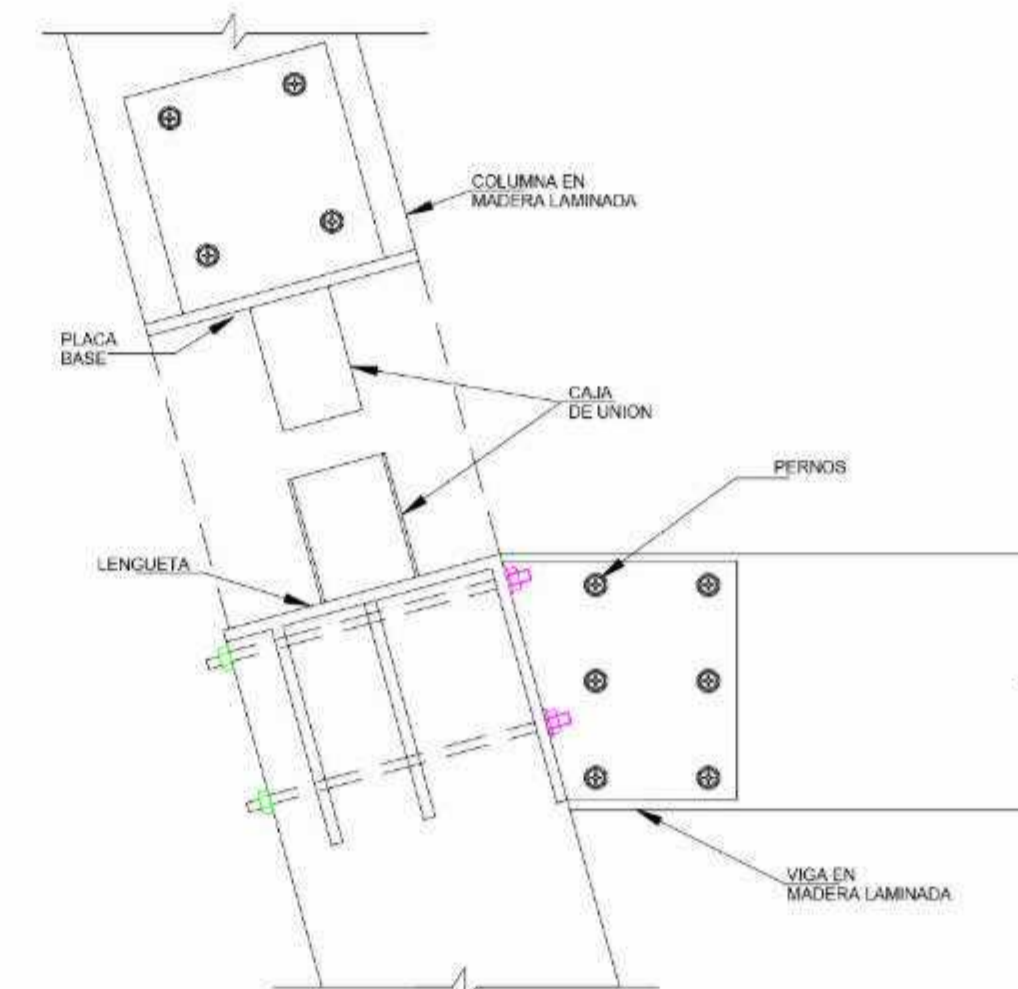 COLUMNA EN
MADERA LAMINADA
PLACA
BASE
CAJA
DE UNION
PERNOS
LENGUETA
VIGA EN
MADERA LAMINADA